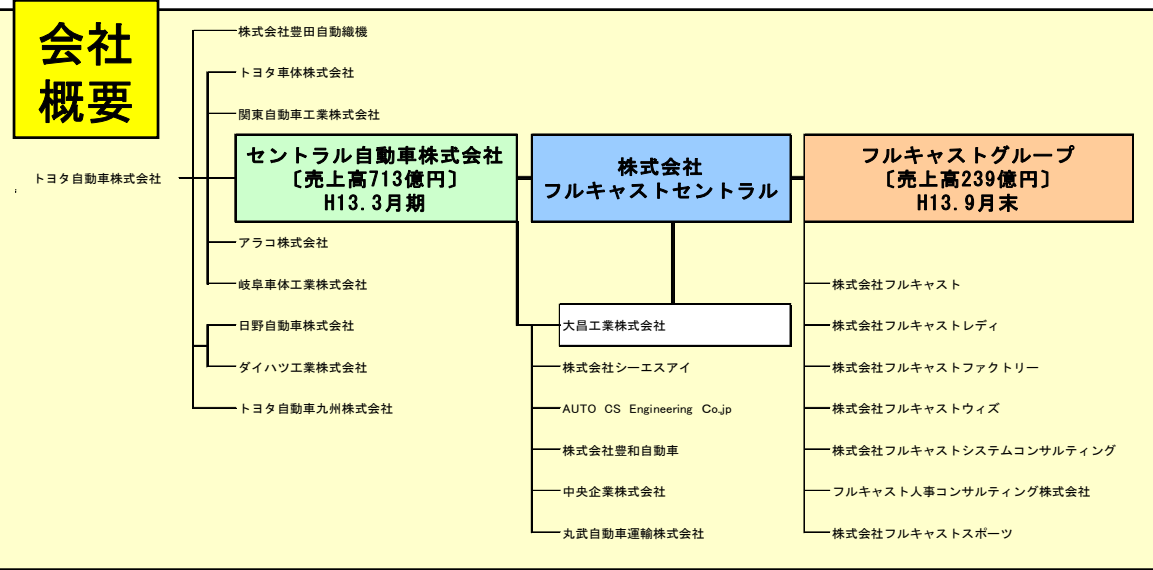 会社
概要
株式会社豊田自動織機
トヨタ車体株式会社
関東自動車工業株式会社
トヨタ自動車株式会社
セントラル自動車株式会社
〔売上高713億円〕
H13.3月期
株式会社
フルキャストセントラル
フルキャストグループ
〔売上高239億円〕
H13.9月末
アラコ株式会社
岐阜車体工業株式会社
日野自動車株式会社
ダイハツ工業株式会社
トヨタ自動車九州株式会社
大昌工業株式会社
株式会社シーエスアイ
AUTO CS Engineering Co.jp
株式会社豊和自動車
中央企業株式会社
丸武自動車運輸株式会社
株式会社フルキャスト
株式会社フルキャストレディ
株式会社フルキャストファクトリー
株式会社フルキャストウィズ
株式会社フルキャストシステムコンサルティング
フルキャスト人事コンサルティング株式会社
株式会社フルキャストスポーツ